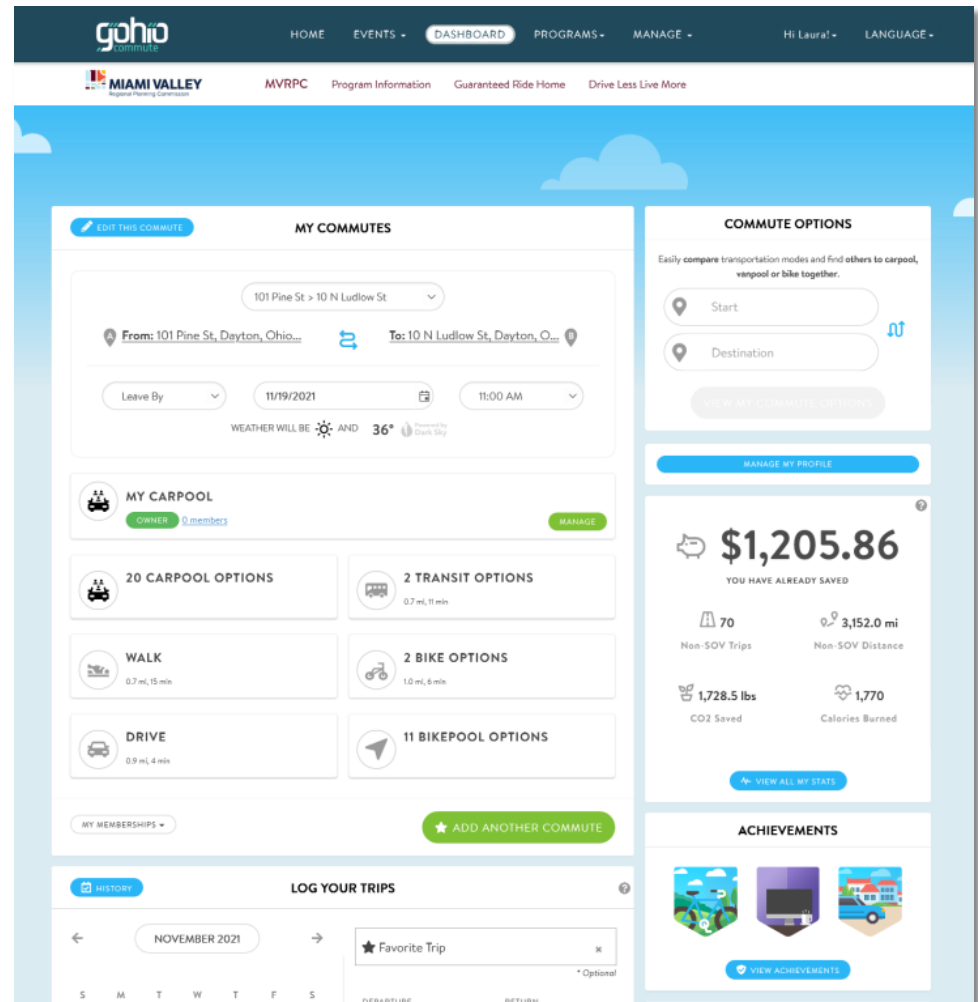 gohio
commute
HOME EVENTS DASHBOARD PROGRAMS MANAGE Hi Laura! LANGUAGE
MIAMI VALLEY
Regional Planning Commission
MVRPC Program Information Guaranteed Ride Home Drive Less Live More
EDIT THIS COMMUTE
MY COMMUTES
101 Pine St > 10 N Ludlow St
A From: 101 Pine St, Dayton, Ohio... To: 10 N Ludlow St, Dayton, O... B
Leave By 11/19/2021 11:00 AM
WEATHER WILL BE AND 36° Powered by
Dark Sky
MY CARPOOL
OWNER 0 members
MANAGE
20 CARPOOL OPTIONS
2 TRANSIT OPTIONS
0.7 mi, 11 min
WALK
0.7 mi, 15 min
2 BIKE OPTIONS
1.0 mi, 6 min
DRIVE
0.9 mi, 4 min
11 BIKEPOOL OPTIONS
MY MEMBERSHIPS
ADD ANOTHER COMMUTE
HISTORY
LOG YOUR TRIPS
?
NOVEMBER 2021
S M T W T F S
Favorite Trip ×
* Optional
DEPARTURE RETURN
COMMUTE OPTIONS
Easily compare transportation modes and find others to carpool,
vanpool or bike together.
Start
Destination
VIEW MY COMMUTE OPTIONS
MANAGE MY PROFILE
?
$1,205.86
YOU HAVE ALREADY SAVED
70
Non-SOV Trips
3,152.0 mi
Non-SOV Distance
1,728.5 lbs
CO2 Saved
1,770
Calories Burned
VIEW ALL MY STATS
ACHIEVEMENTS
VIEW ACHIEVEMENTS